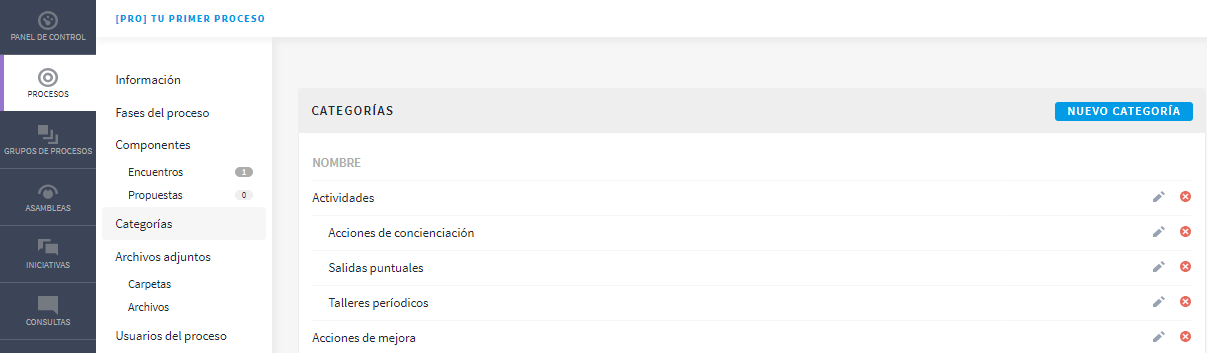 [PRO] TU PRIMER PROCESO
PANEL DE CONTROL
PROCESOS
GRUPOS DE PROCESOS
ASAMBLEAS
INICIATIVAS
CONSULTAS
Información
Fases del proceso
Componentes
Encuentros 1
Propuestas 0
Categorías
Archivos adjuntos
Carpetas
Archivos
Usuarios del proceso
CATEGORÍAS
NUEVO CATEGORÍA
NOMBRE
Actividades
Acciones de concienciación
Salidas puntuales
Talleres períodicos
Acciones de mejora